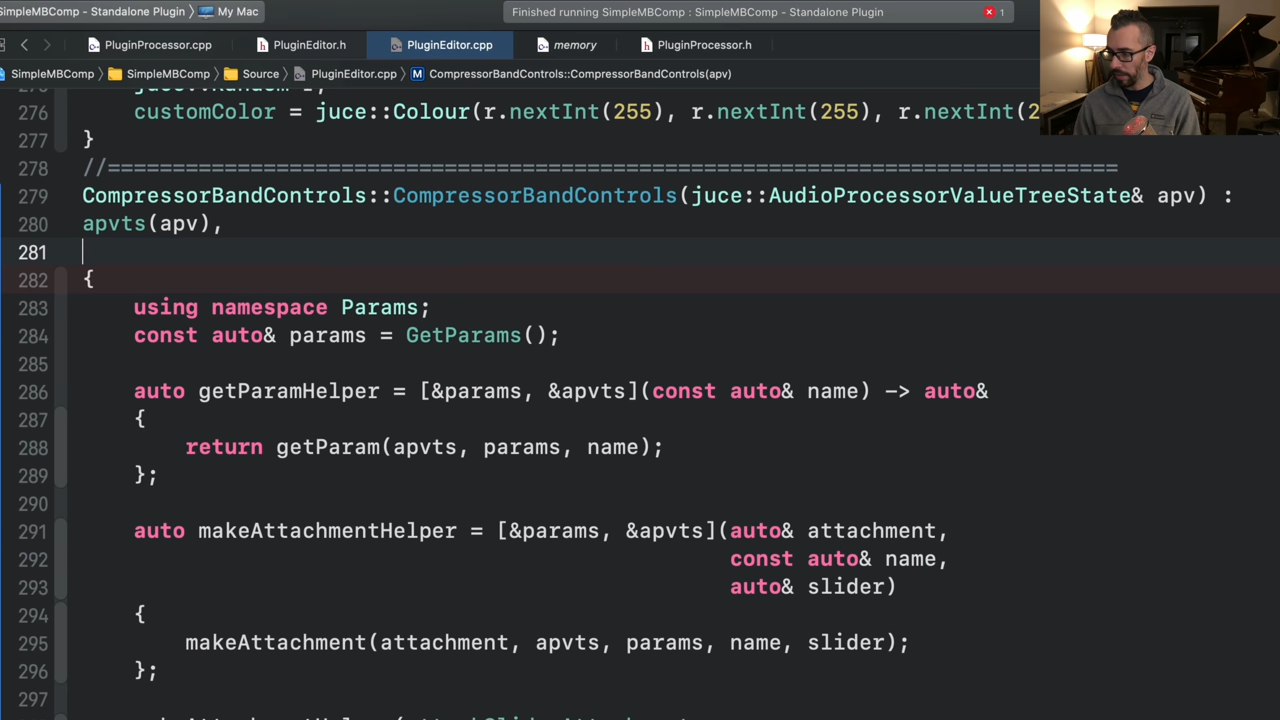 SimpleMBComp - Standalone Plugin
My Mac
Finished running SimpleMBComp : SimpleMBComp - Standalone Plugin
1
PluginProcessor.cpp
PluginEditor.h
PluginEditor.cpp
memory
PluginProcessor.h
SimpleMBComp
SimpleMBComp
Source
PluginEditor.cpp
M CompressorBandControls::CompressorBandControls(apv)
276 customColor = juce::Colour(r.nextInt(255), r.nextInt(255), r.nextInt(2
277 }
278 //==============================================================================
279 CompressorBandControls::CompressorBandControls(juce::AudioProcessorValueTreeState& apv) :
280 apvts(apv),
281
282 {
283 using namespace Params;
284 const auto& params = GetParams();
285
286 auto getParamHelper = [&params, &apvts](const auto& name) -> auto&
287 {
288 return getParam(apvts, params, name);
289 };
290
291 auto makeAttachmentHelper = [&params, &apvts](auto& attachment,
292 const auto& name,
293 auto& slider)
294 {
295 makeAttachment(attachment, apvts, params, name, slider);
296 };
297